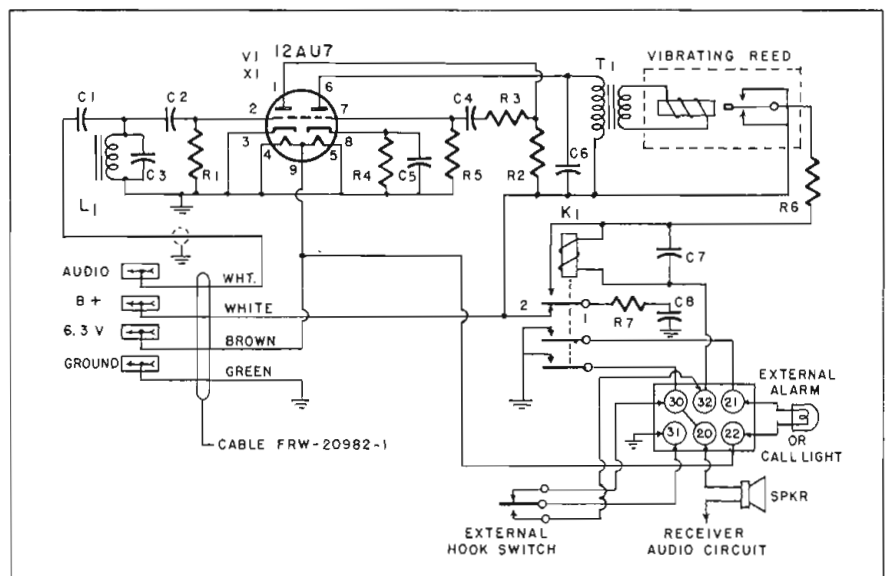 V1 12AU7
X1
T1
VIBRATING REED
1
6
C1
C2
2
7
C4
R3
3
8
4
5
9
C3
R1
R4
C5
R5
R2
C6
L1
R6
K1
AUDIO
WHT.
C7
B+
WHITE
2
1
C8
6.3 V
R7
BROWN
GROUND
GREEN
EXTERNAL
ALARM
30
32
21
OR
31
20
22
CALL LIGHT
CABLE FRW-20982-1
SPKR
EXTERNAL
HOOK SWITCH
RECEIVER
AUDIO CIRCUIT